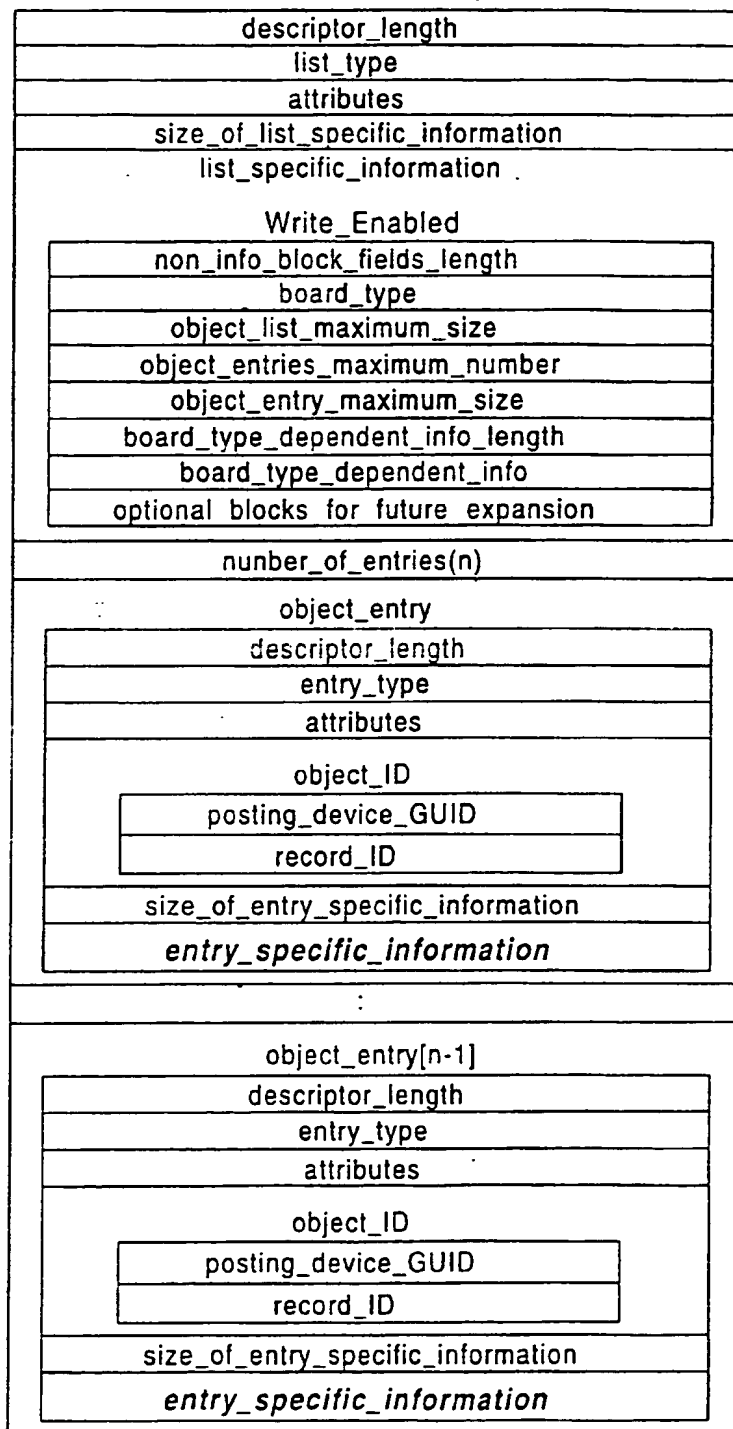 descriptor_length
list_type
attributes
size_of_list_specific_information
list_specific_information
Write_Enabled
non_info_block_fields_length
board_type
object_list_maximum_size
object_entries_maximum_number
object_entry_maximum_size
board_type_dependent_info_length
board_type_dependent_info
optional blocks for future expansion
nunber_of_entries(n)
object_entry
descriptor_length
entry_type
attributes
object_ID
posting_device_GUID
record_ID
size_of_entry_specific_information
entry_specific_information
:
object_entry[n-1]
descriptor_length
entry_type
attributes
object_ID
posting_device_GUID
record_ID
size_of_entry_specific_information
entry_specific_information